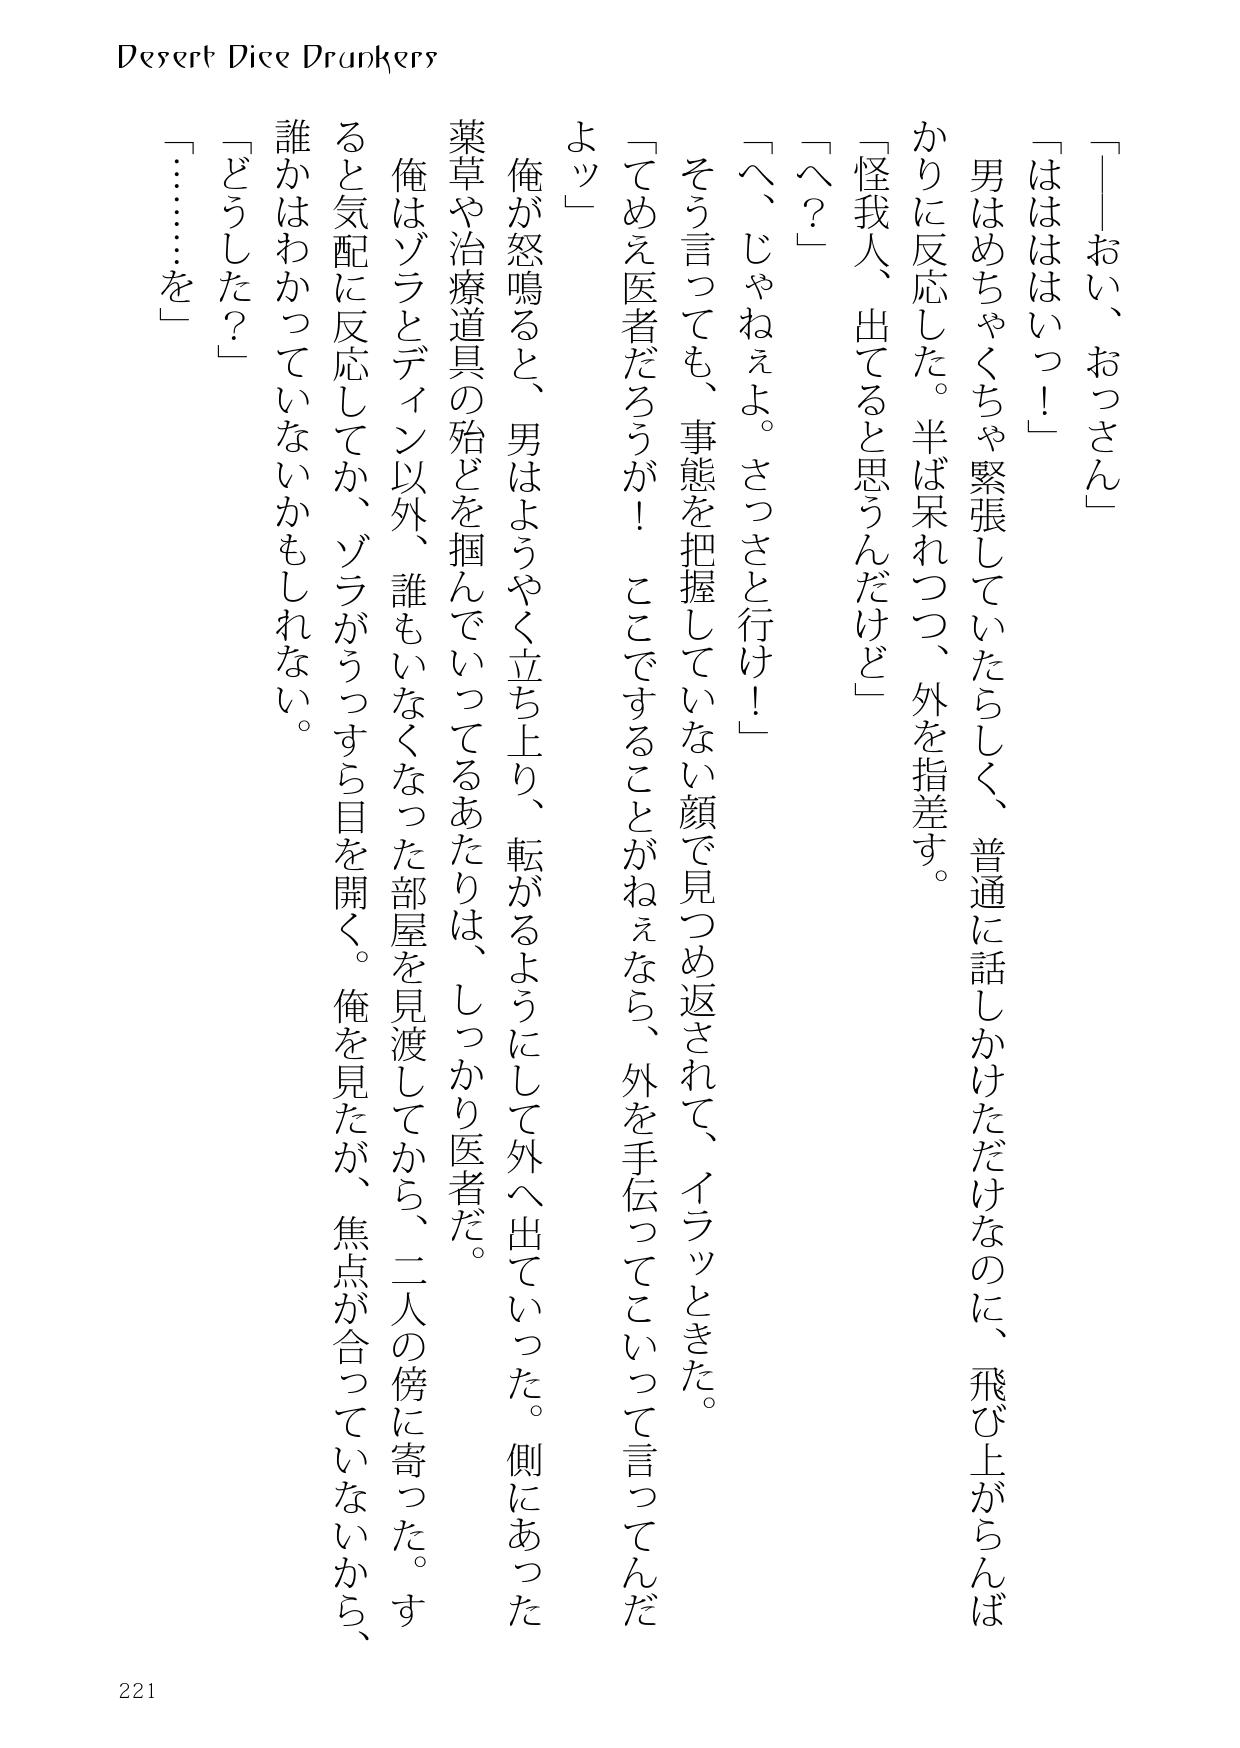 Desert Dice Drunkers
「――おい、おっさん」
「はははいっ！」
　男はめちゃくちゃ緊張していたらしく、普通に話しかけただけなのに、飛び上がらんば
かりに反応した。半ば呆れつつ、外を指差す。
「怪我人、出てると思うんだけど」
「へ？」
「へ、じゃねぇよ。さっさと行け！」
　そう言っても、事態を把握していない顔で見つめ返されて、イラッときた。
「てめえ医者だろうが！　ここですることがねぇなら、外を手伝ってこいって言ってんだ
よッ」
　俺が怒鳴ると、男はようやく立ち上り、転がるようにして外へ出ていった。側にあった
薬草や治療道具の殆どを掴んでいってるあたりは、しっかり医者だ。
　俺はゾラとディン以外、誰もいなくなった部屋を見渡してから、二人の傍に寄った。す
ると気配に反応してか、ゾラがうっすら目を開く。俺を見たが、焦点が合っていないから、
誰かはわかっていないかもしれない。
「どうした？」
「………を」
221